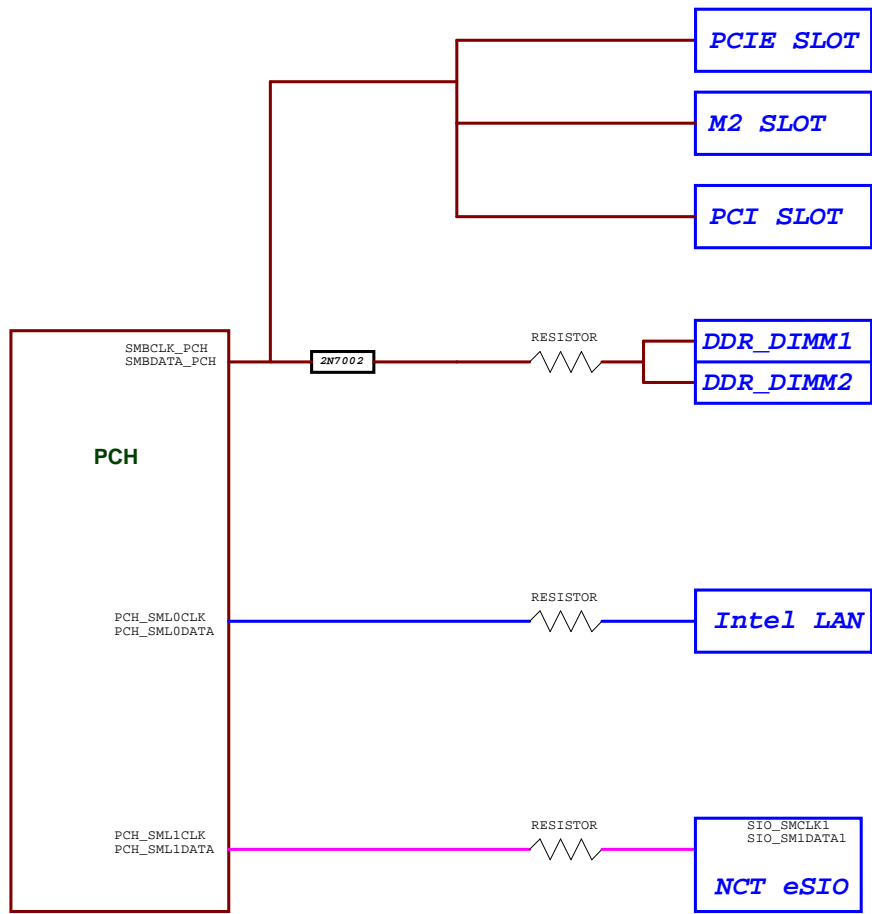 PCIE SLOT
M2 SLOT
PCI SLOT
SMBCLK_PCH
SMBDATA_PCH
2N7002
RESISTOR
DDR_DIMM1
DDR_DIMM2
PCH
PCH_SML0CLK
PCH_SML0DATA
RESISTOR
Intel LAN
PCH_SML1CLK
PCH_SML1DATA
RESISTOR
SIO_SMCLK1
SIO_SM1DATA1
NCT eSIO